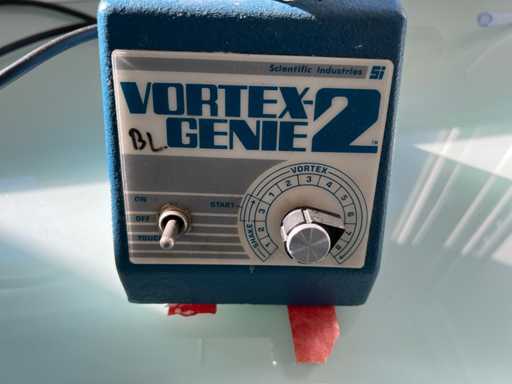 Scientific Industries Si
VORTEX-
GENIE 2
TM
BL.
VORTEX
ON
START
OFF
TOUCH
SHAKE
1 2 3 4 5 6 7 8
3 2 1